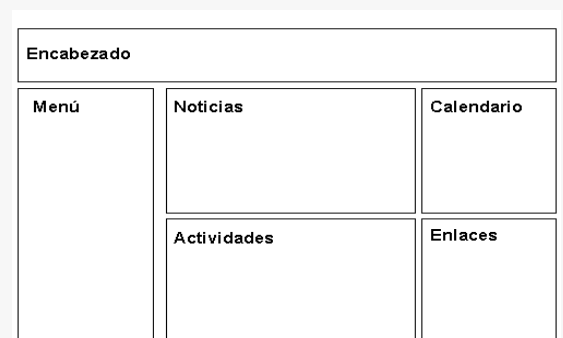 Encabezado
Menú
Noticias
Calendario
Actividades
Enlaces